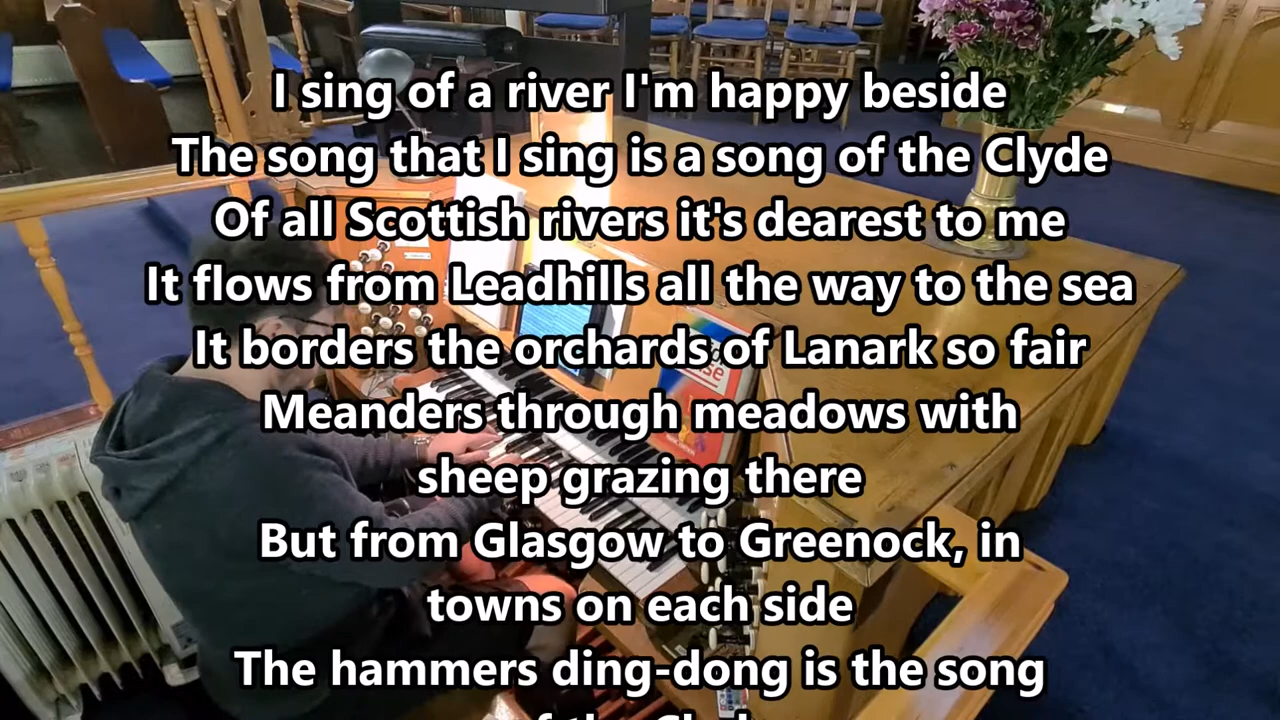 I sing of a river I'm happy beside
The song that I sing is a song of the Clyde
Of all Scottish rivers it's dearest to me
It flows from Leadhills all the way to the sea
It borders the orchards of Lanark so fair
Meanders through meadows with
sheep grazing there
But from Glasgow to Greenock, in
towns on each side
The hammers ding-dong is the song
of the Clyde